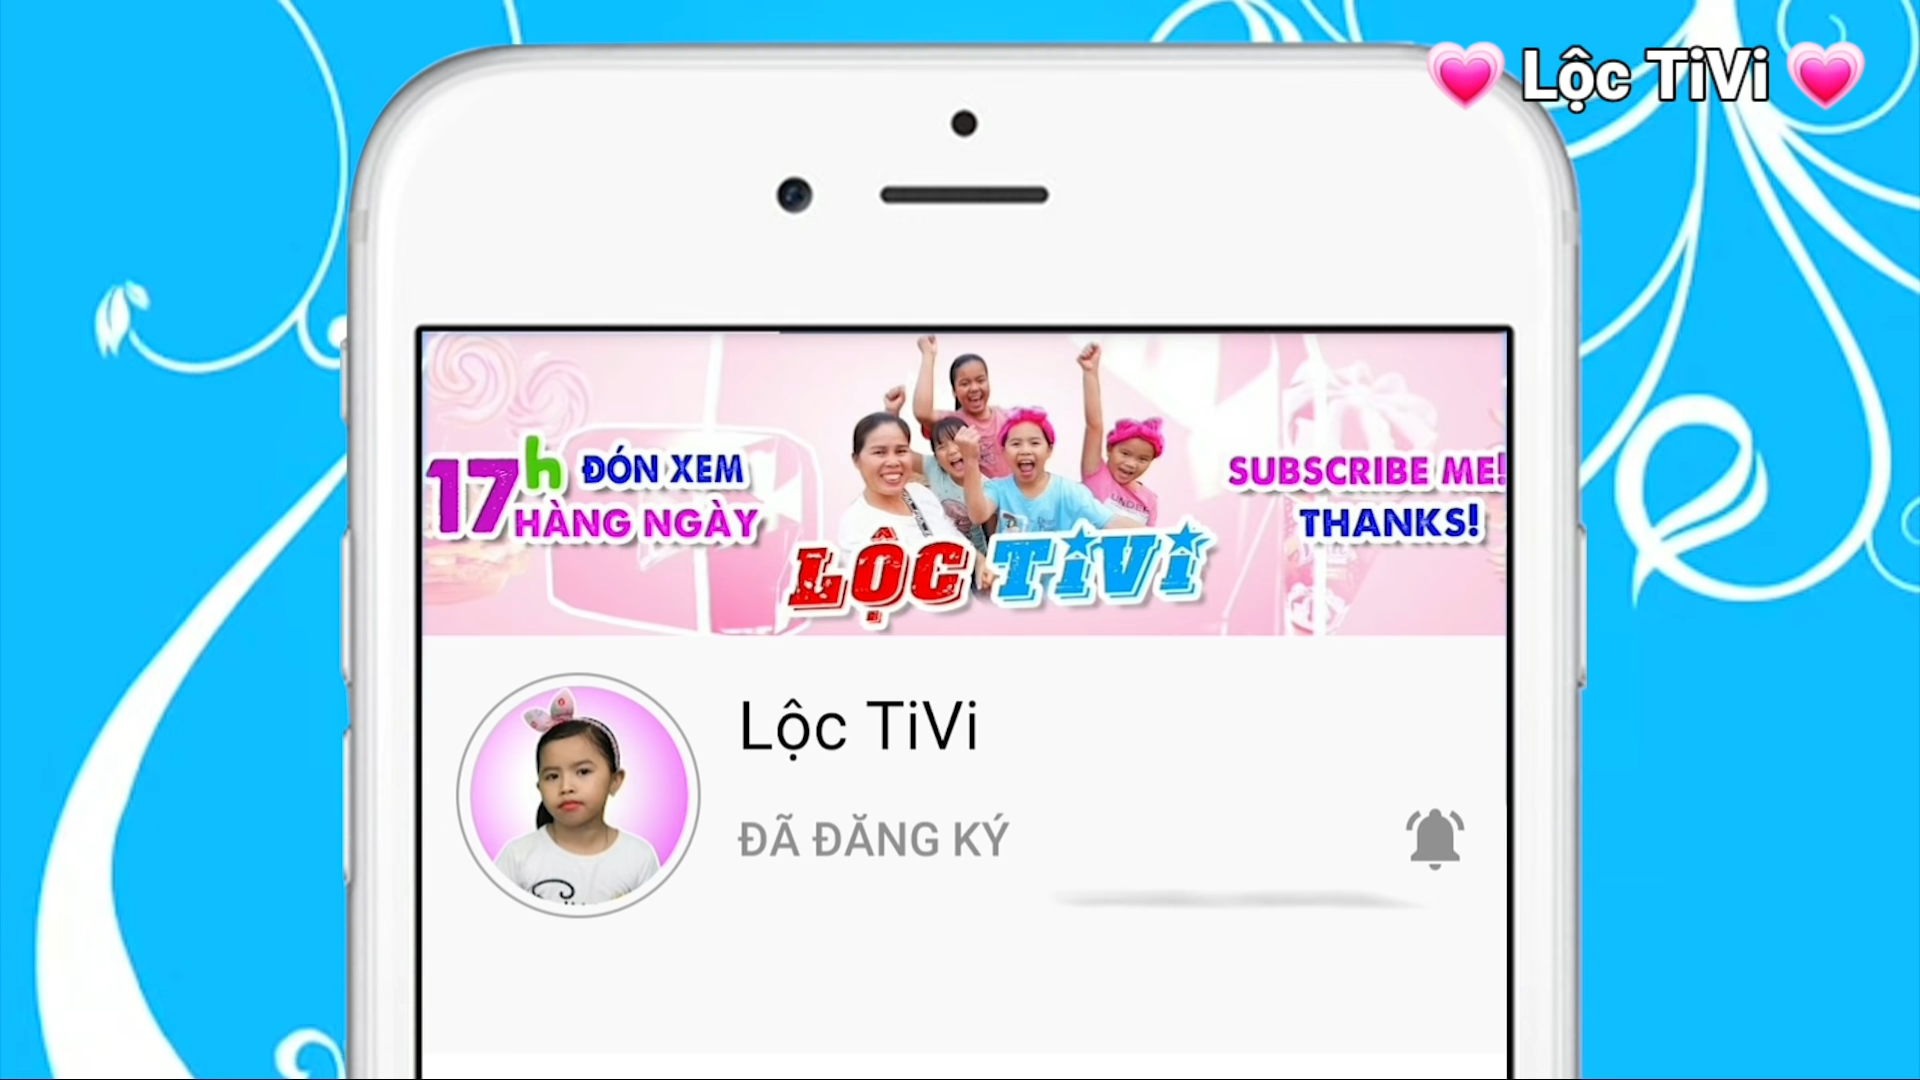 💗 Lộc TiVi 💗
17h ĐÓN XEM
HÀNG NGÀY
LỘC TiVi
SUBSCRIBE ME!
THANKS!
Lộc TiVi
ĐÃ ĐĂNG KÝ